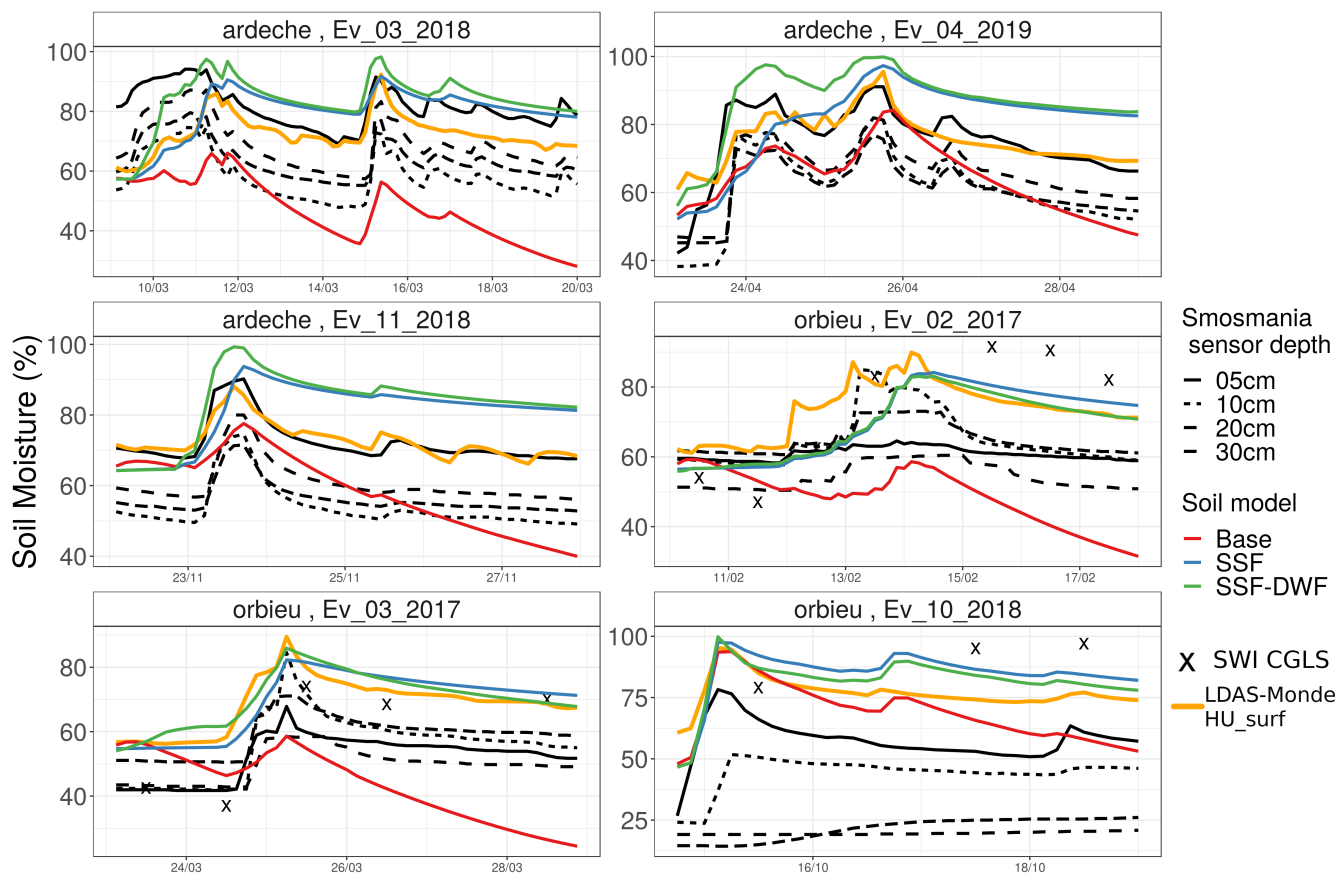 ardeche , Ev_03_2018
ardeche , Ev_04_2019
100
80
60
40
10/03 12/03 14/03 16/03 18/03 20/03
100
80
60
40
24/04 26/04 28/04
ardeche , Ev_11_2018
orbieu , Ev_02_2017
100
80
60
40
23/11 25/11 27/11
80
60
40
11/02 13/02 15/02 17/02
orbieu , Ev_03_2017
orbieu , Ev_10_2018
80
60
40
24/03 26/03 28/03
100
75
50
25
16/10 18/10
Soil Moisture (%)
Smosmania
sensor depth
05cm
10cm
20cm
30cm
Soil model
Base
SSF
SSF-DWF
x SWI CGLS
LDAS-Monde
HU_surf